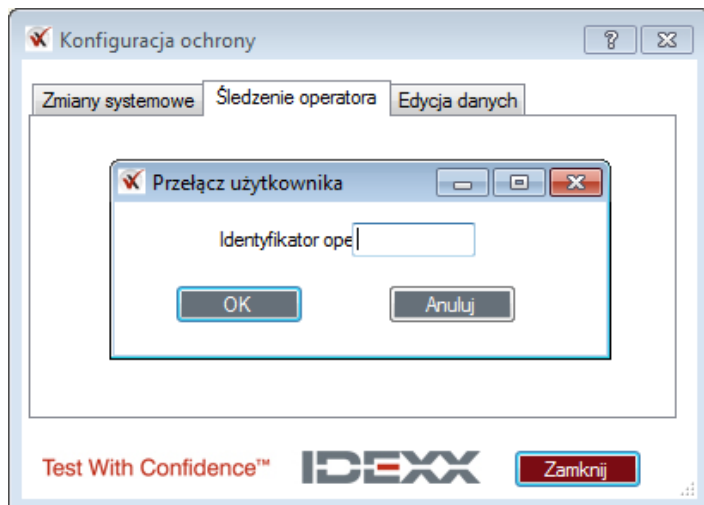 Konfiguracja ochrony
Zmiany systemowe Śledzenie operatora Edycja danych
Przełącz użytkownika
Identyfikator ope
OK Anuluj
Test With Confidence™ IDEXX Zamknij